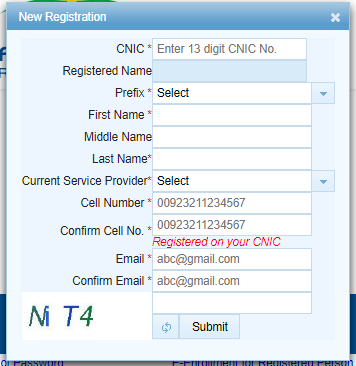 New Registration
CNIC * Enter 13 digit CNIC No.
Registered Name
Prefix * Select
First Name *
Middle Name
Last Name*
Current Service Provider* Select
Cell Number * 00923211234567
Confirm Cell No. * 00923211234567
Registered on your CNIC
Email * abc@gmail.com
Confirm Email * abc@gmail.com
Ni T4
Submit
or Password E-Enrollment for Registered Person